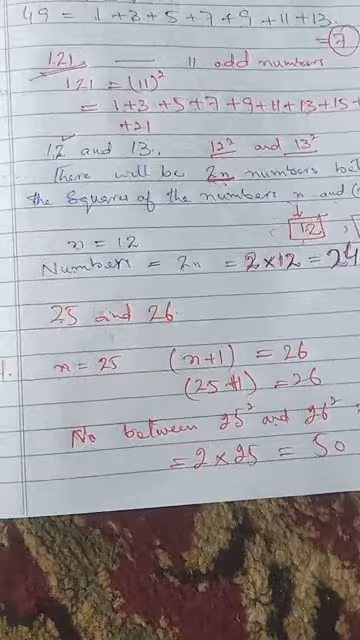 49 = 1+3+5+7+9+11+13.
= 7
121 — 11 odd numbers
121 = (11)²
= 1+3+5+7+9+11+13+15
+21
12 and 13. 12² and 13²
There will be 2n numbers
the squares of the numbers n and
12
n = 12
Numbers = 2n = 2×12 = 24
25 and 26.
n = 25 (n+1) = 26
(25+1) = 26
No between 25² and 26²
= 2×25 = 50